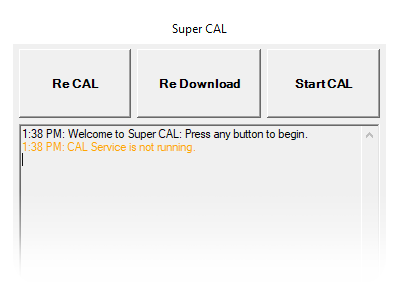 Super CAL
Re CAL
Re Download
Start CAL
1:38 PM: Welcome to Super CAL: Press any button to begin.
1:38 PM: CAL Service is not running.